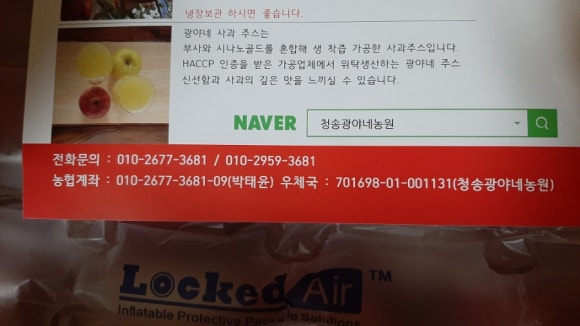 냉장보관 하시면 좋습니다.
광야네 사과 주스는
부사와 시나노골드를 혼합해 생 착즙 가공한 사과주스입니다.
HACCP 인증을 받은 가공업체에서 위탁생산하는 광야네 주스
신선함과 사과의 깊은 맛을 느끼실 수 있습니다.
NAVER 청송광야네농원
전화문의 : 010-2677-3681 / 010-2959-3681
농협계좌 : 010-2677-3681-09(박태윤) 우체국 : 701698-01-001131(청송광야네농원)
Locked Air TM
Inflatable Protective Packing Solutions